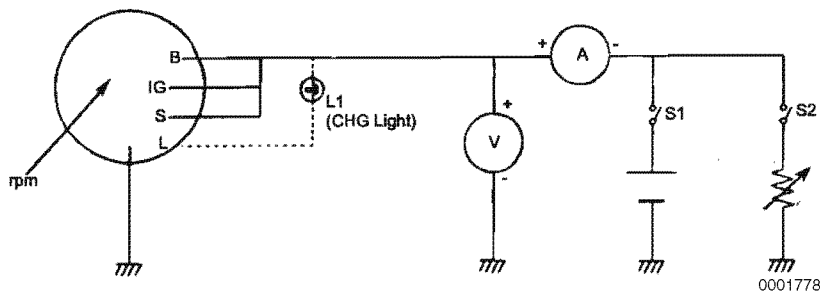 B
IG
S
L
rpm
L1
(CHG Light)
+ A -
+
V
-
S1
S2
0001778